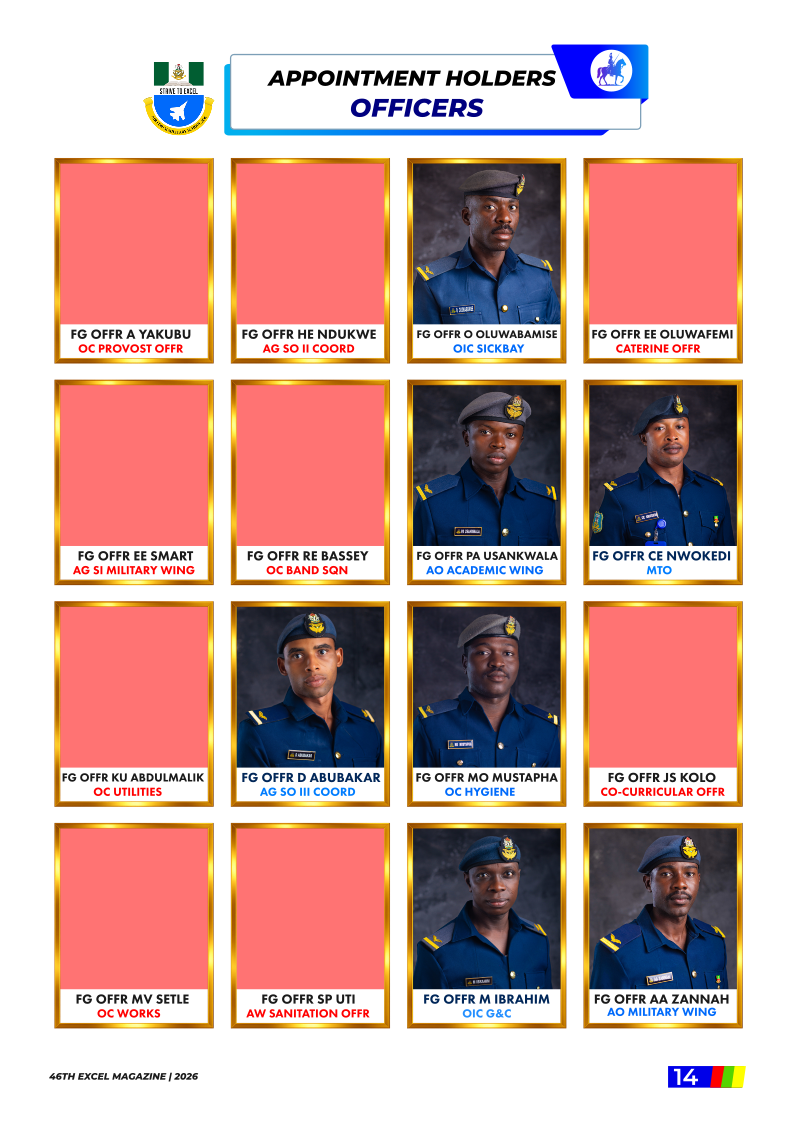 STRIVE TO EXCEL
APPOINTMENT HOLDERS
OFFICERS
FG OFFR A YAKUBU
OC PROVOST OFFR
FG OFFR HE NDUKWE
AG SO II COORD
FG OFFR O OLUWABAMISE
OIC SICKBAY
FG OFFR EE OLUWAFEMI
CATERINE OFFR
FG OFFR EE SMART
AG SI MILITARY WING
FG OFFR RE BASSEY
OC BAND SQN
FG OFFR PA USANKWALA
AO ACADEMIC WING
FG OFFR CE NWOKEDI
MTO
FG OFFR KU ABDULMALIK
OC UTILITIES
FG OFFR D ABUBAKAR
AG SO III COORD
FG OFFR MO MUSTAPHA
OC HYGIENE
FG OFFR JS KOLO
CO-CURRICULAR OFFR
FG OFFR MV SETLE
OC WORKS
FG OFFR SP UTI
AW SANITATION OFFR
FG OFFR M IBRAHIM
OIC G&C
FG OFFR AA ZANNAH
AO MILITARY WING
46TH EXCEL MAGAZINE | 2026
14